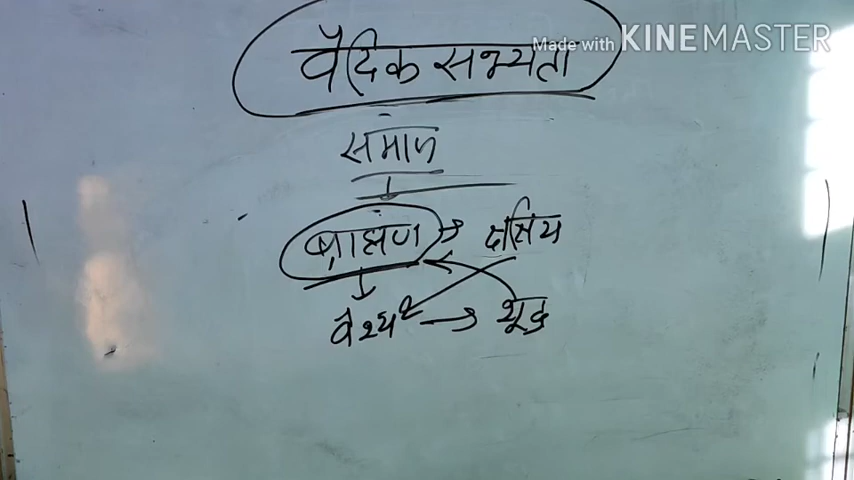 Made with KINEMASTER
वैदिक सभ्यता
समाज
ब्राह्मण → क्षत्रिय
वैश्य → शूद्र